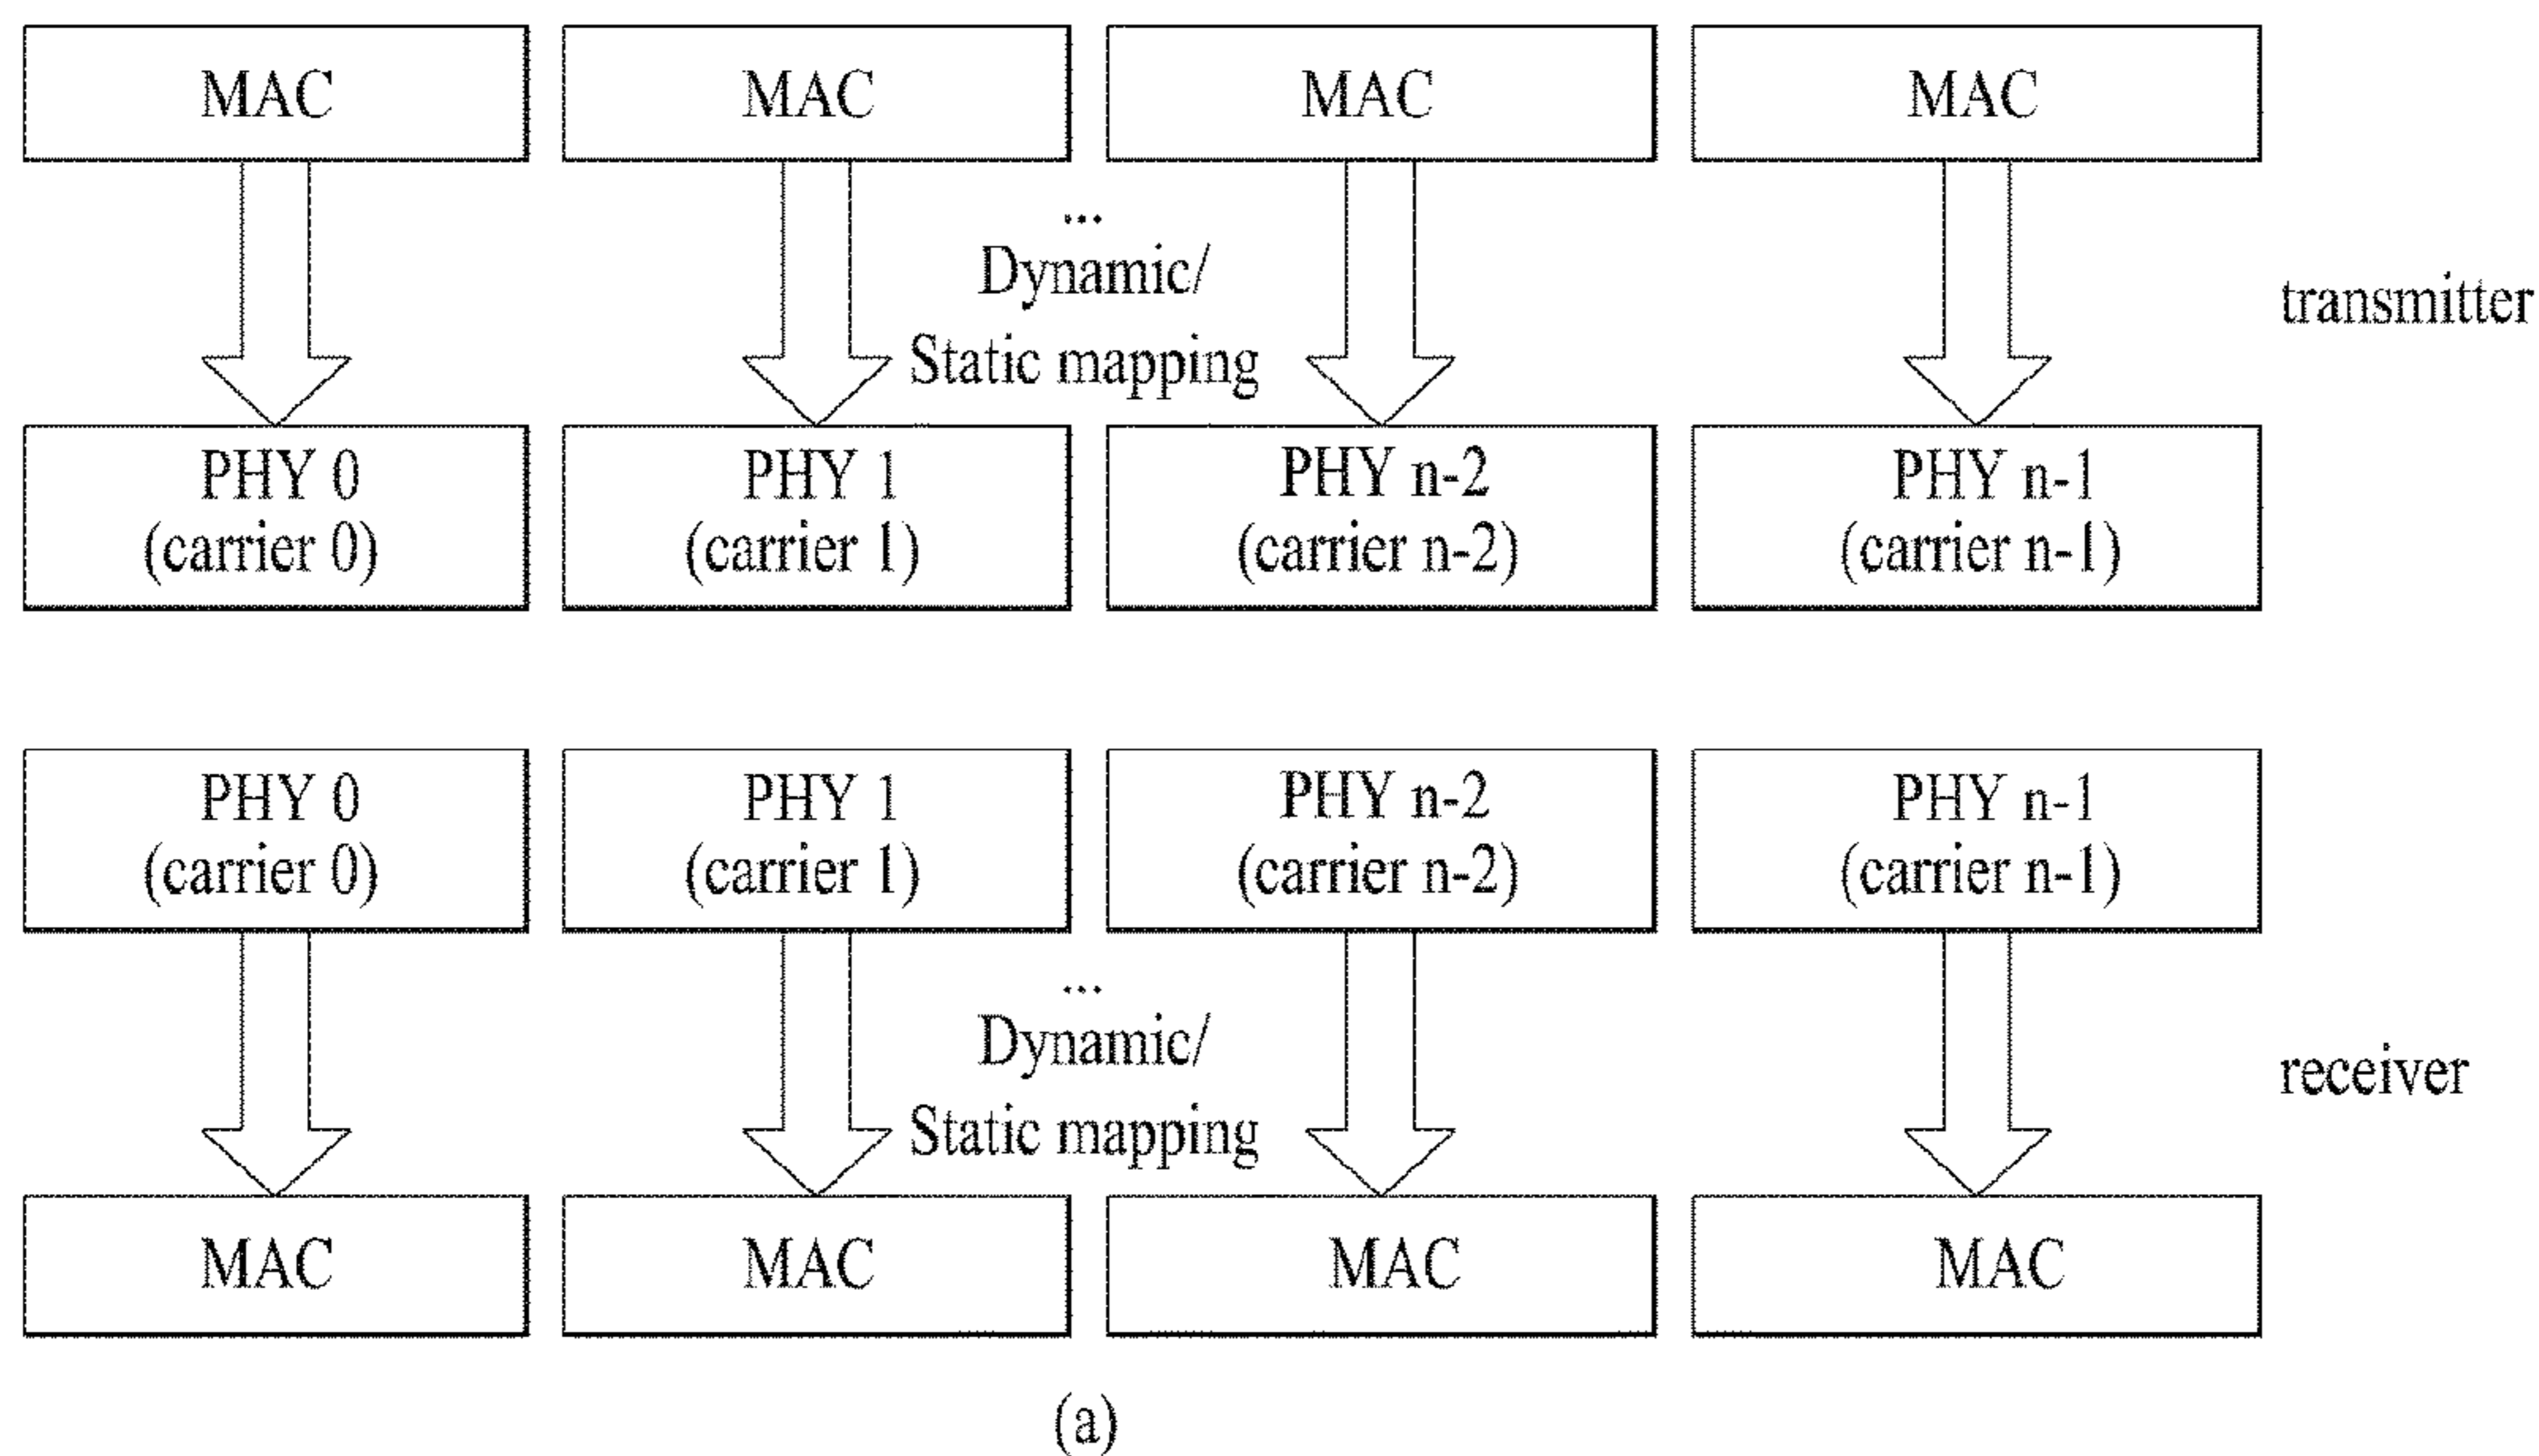 MAC
MAC
MAC
MAC
...
Dynamic/
Static mapping
transmitter
PHY 0
(carrier 0)
PHY 1
(carrier 1)
PHY n-2
(carrier n-2)
PHY n-1
(carrier n-1)
PHY 0
(carrier 0)
PHY 1
(carrier 1)
PHY n-2
(carrier n-2)
PHY n-1
(carrier n-1)
...
Dynamic/
Static mapping
receiver
MAC
MAC
MAC
MAC
(a)